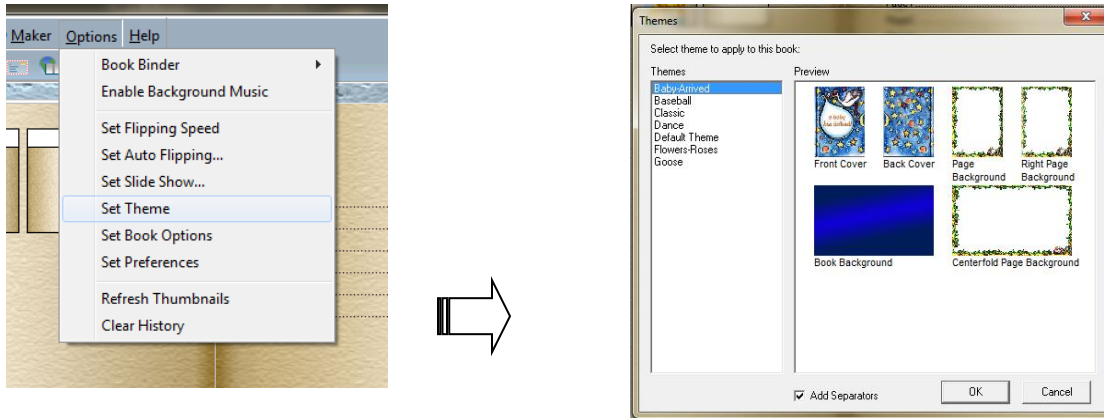 Maker Options Help
Book Binder
Enable Background Music
Set Flipping Speed
Set Auto Flipping...
Set Slide Show...
Set Theme
Set Book Options
Set Preferences
Refresh Thumbnails
Clear History
Themes
Select theme to apply to this book:
Themes
Baby-Arrived
Baseball
Classic
Dance
Default Theme
Flowers-Roses
Goose
Preview
Front Cover
Back Cover
Page
Background
Right Page
Background
Book Background
Centerfold Page Background
Add Separators
OK
Cancel